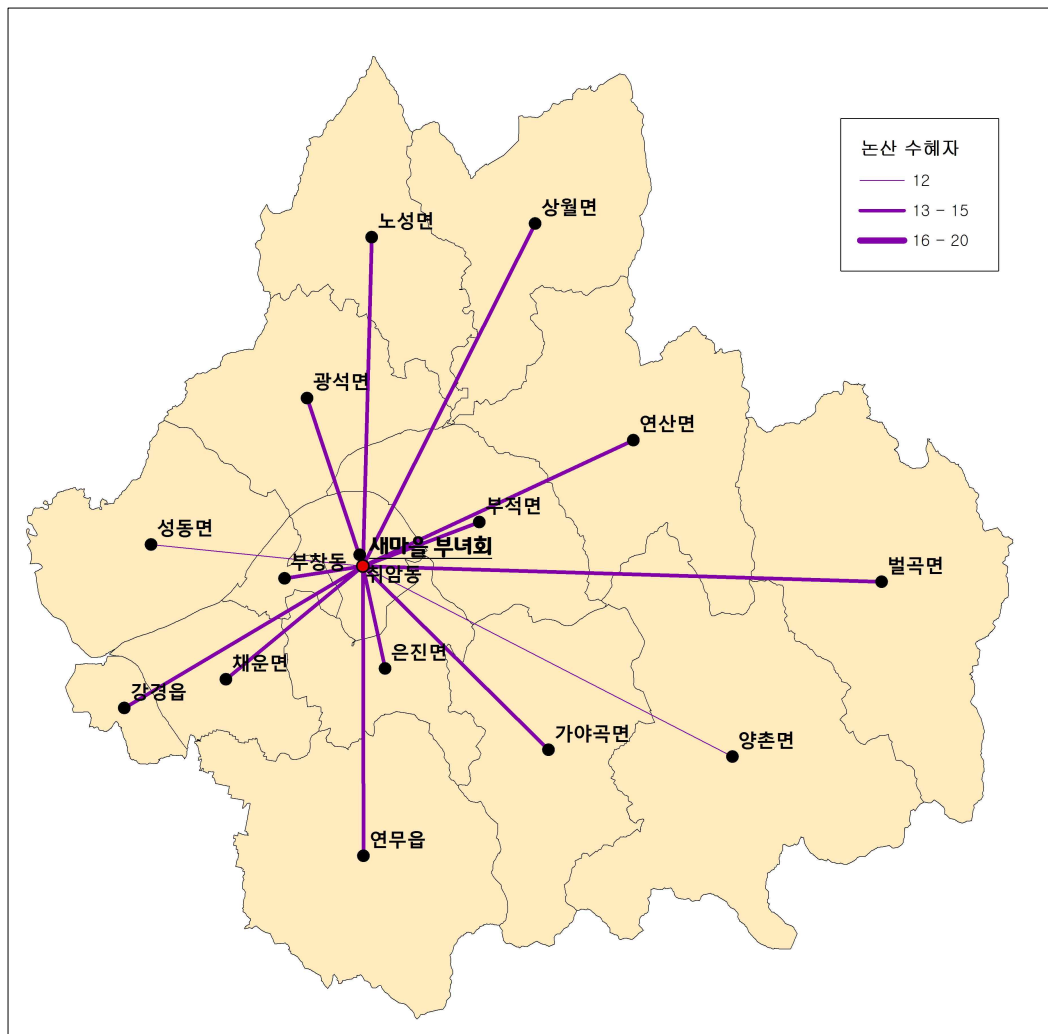 논산 수혜자
12
13 - 15
16 - 20
노성면
상월면
광석면
연산면
부적면
성동면
새마을 부녀회
부창동
취암동
벌곡면
은진면
채운면
강경읍
가야곡면
양촌면
연무읍